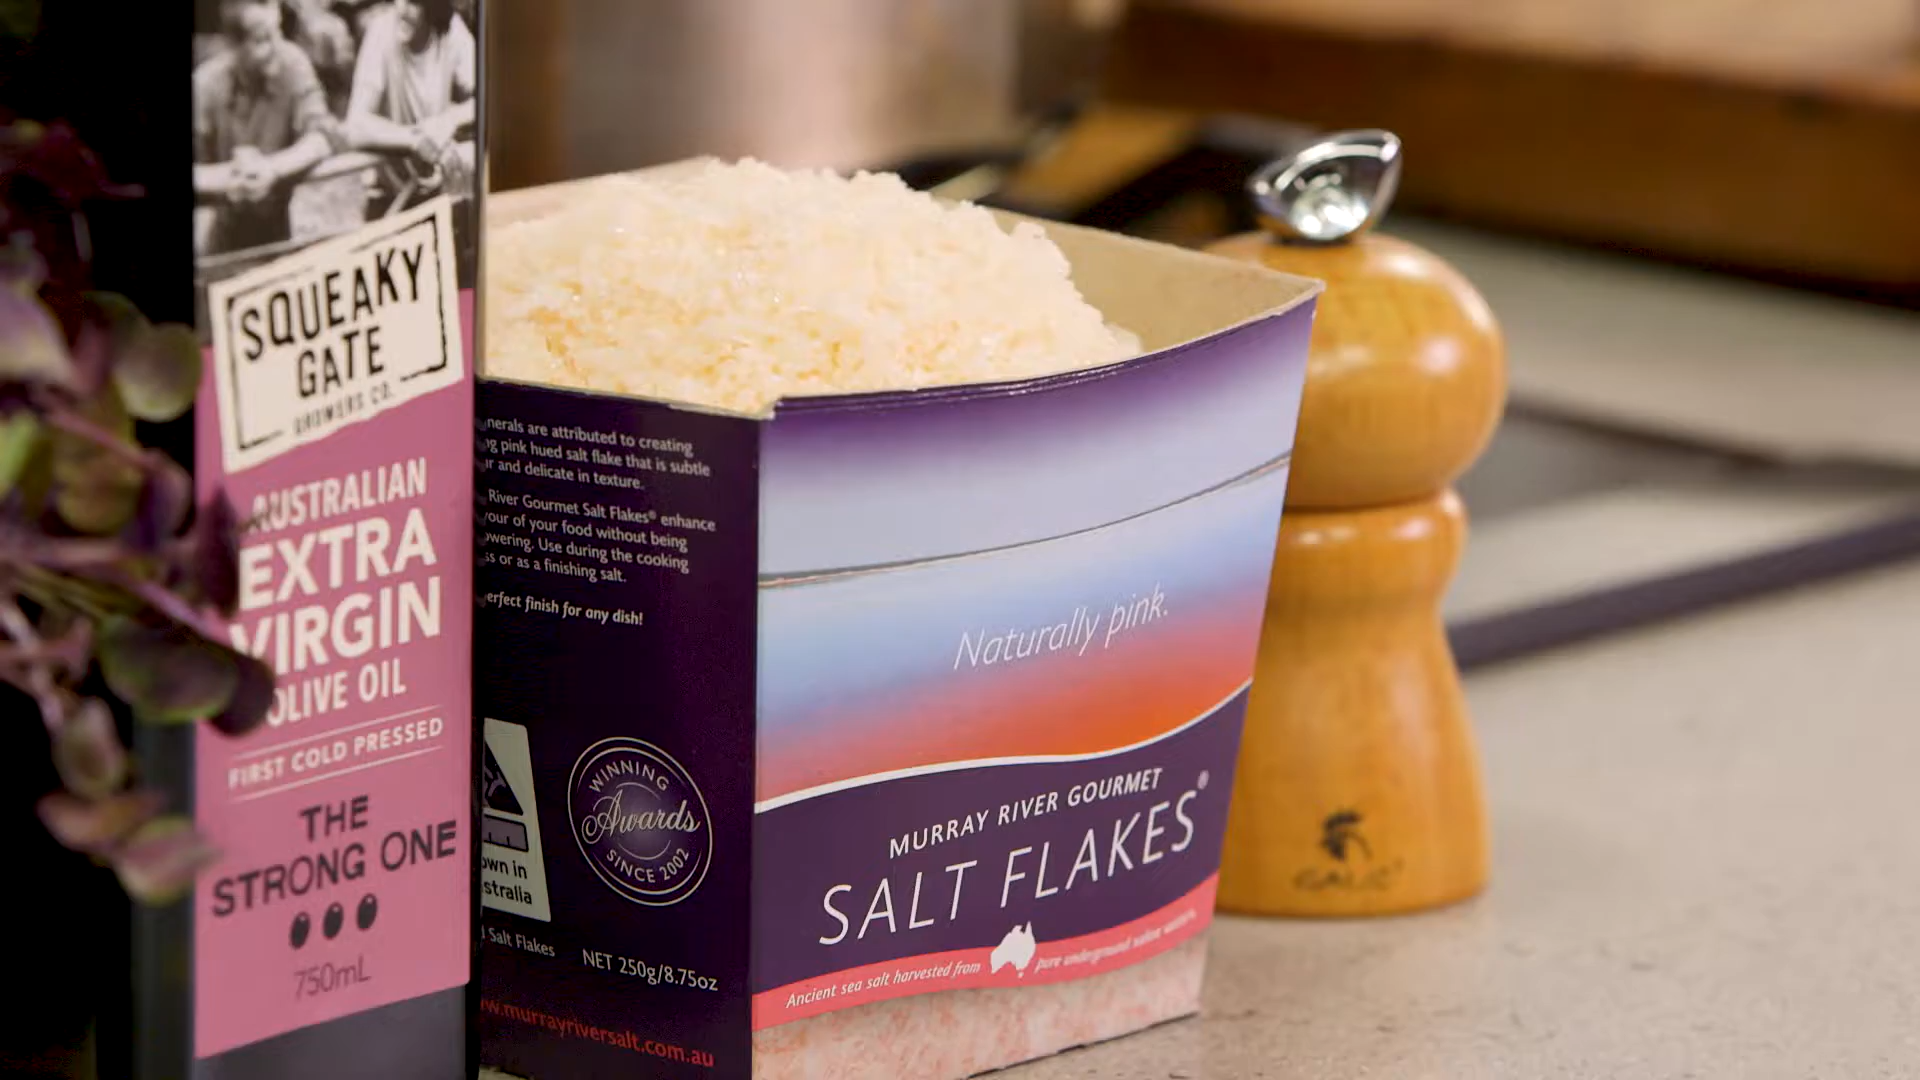 SQUEAKY
GATE
GROWERS CO.
AUSTRALIAN
EXTRA
VIRGIN
OLIVE OIL
FIRST COLD PRESSED
THE
STRONG ONE
750mL
nerals are attributed to creating
pink hued salt flake that is subtle
and delicate in texture.
River Gourmet Salt Flakes® enhance
your of your food without being
owering. Use during the cooking
ss or as a finishing salt.
erfect finish for any dish!
own in
stralia
WINNING
Awards
SINCE 2002
Salt Flakes
NET 250g/8.75oz
w.murrayriversalt.com.au
Naturally pink.
MURRAY RIVER GOURMET
SALT FLAKES®
Ancient sea salt harvested from pure underground saline waters